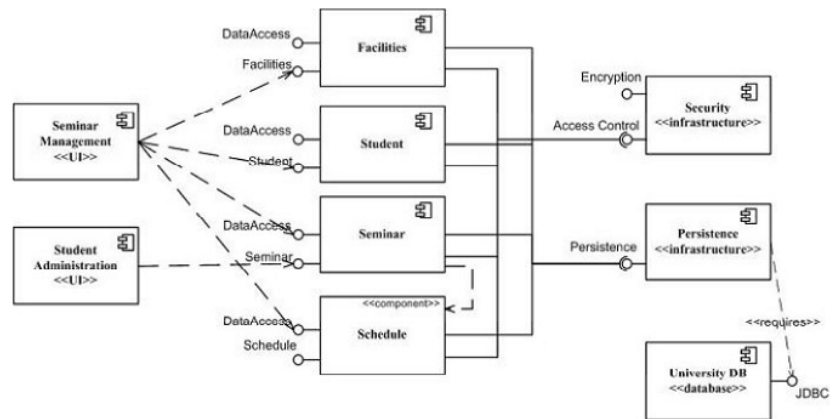 DataAccess
Facilities
Facilities
Encryption
Security
<<infrastructure>>
Access Control
Seminar
Management
<<UI>>
DataAccess
Student
Student
DataAccess
Seminar
Seminar
Student
Administration
<<UI>>
Persistence
Persistence
<<infrastructure>>
<<component>>
DataAccess
Schedule
Schedule
<<requires>>
University DB
<<database>>
JDBC